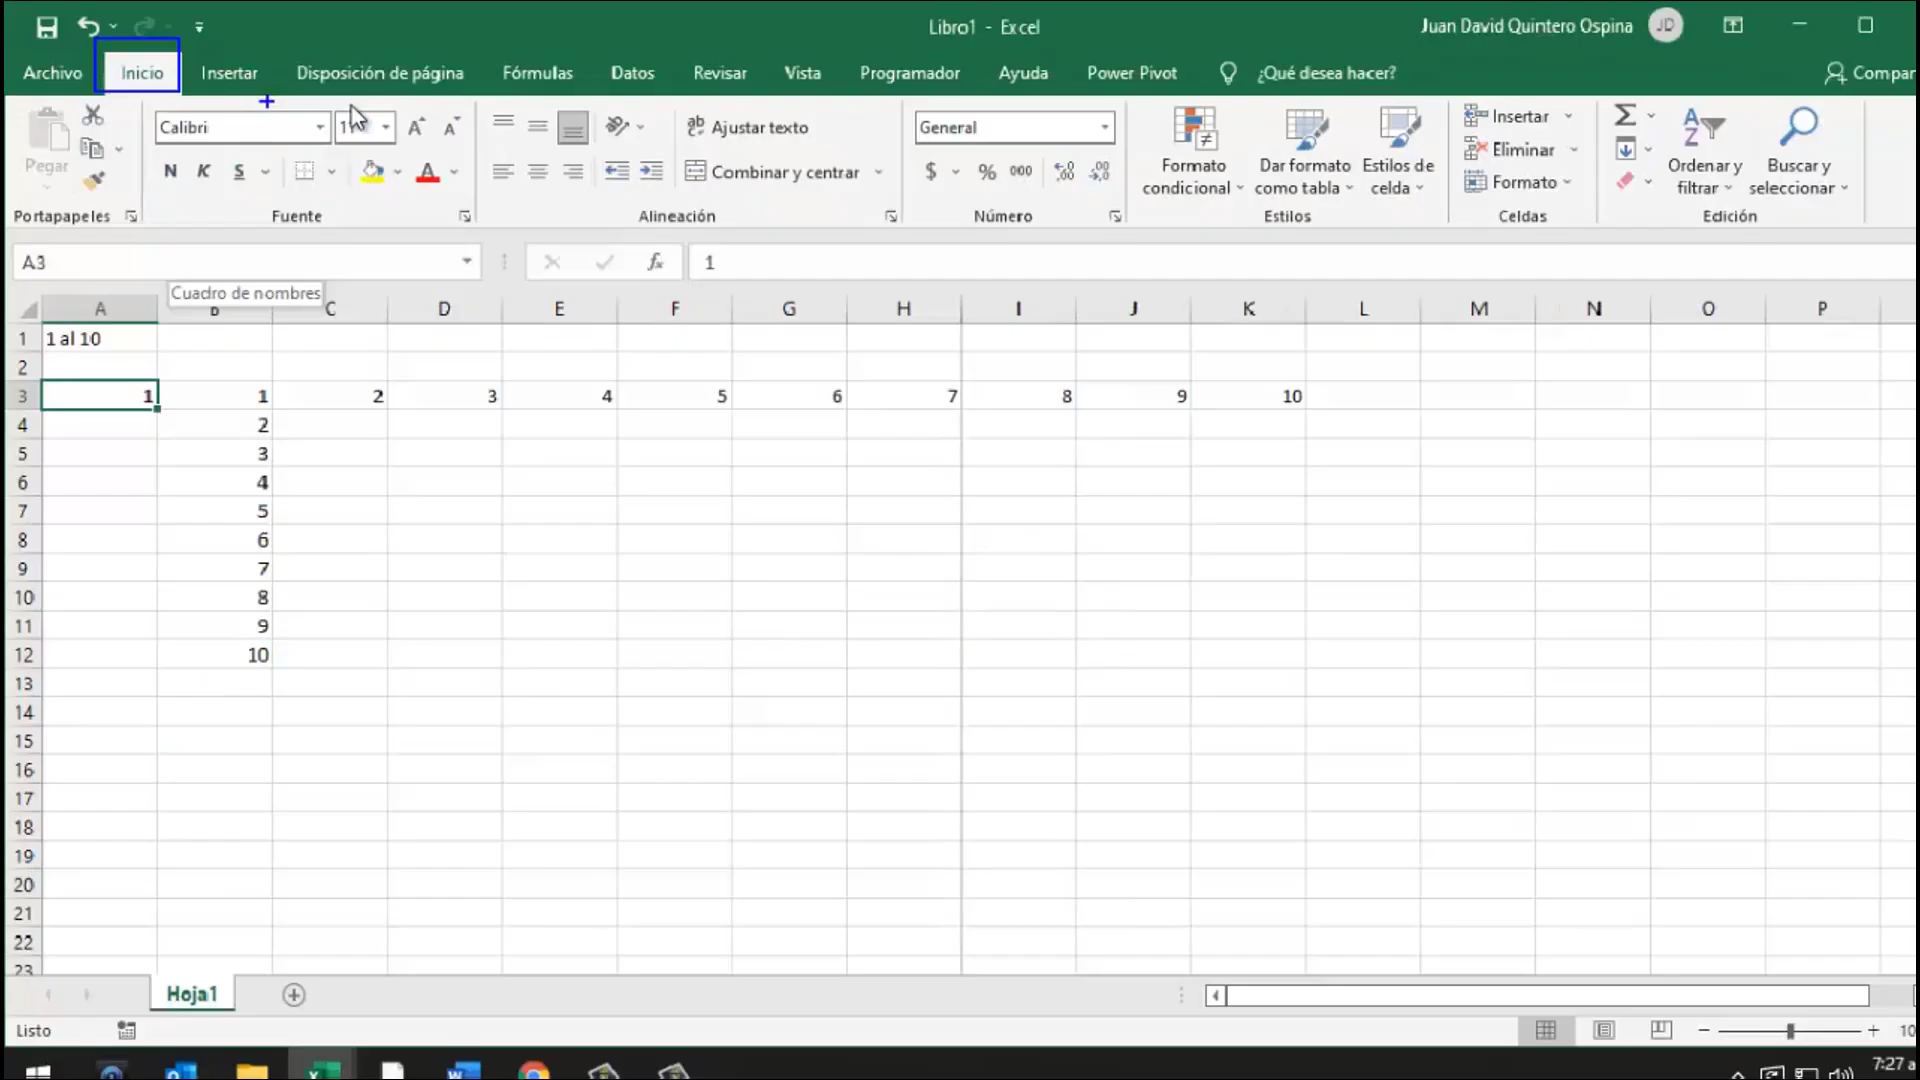 Libro1 - Excel
Juan David Quintero Ospina JD
Archivo Inicio Insertar Disposición de página Fórmulas Datos Revisar Vista Programador Ayuda Power Pivot ¿Qué desea hacer? Compar
Calibri
Ajustar texto
General
Pegar
N K S A
Combinar y centrar
$ % 000
Formato condicional
Dar formato como tabla
Estilos de celda
Insertar
Eliminar
Formato
Ordenar y filtrar
Buscar y seleccionar
Portapapeles Fuente Alineación Número Estilos Celdas Edición
A3 fx 1
Cuadro de nombres
A C D E F G H I J K L M N O P
1 1 al 10
2
3 1 1 2 3 4 5 6 7 8 9 10
4 2
5 3
6 4
7 5
8 6
9 7
10 8
11 9
12 10
13
14
15
16
17
18
19
20
21
22
23
Hoja1
Listo
10
7:27 a